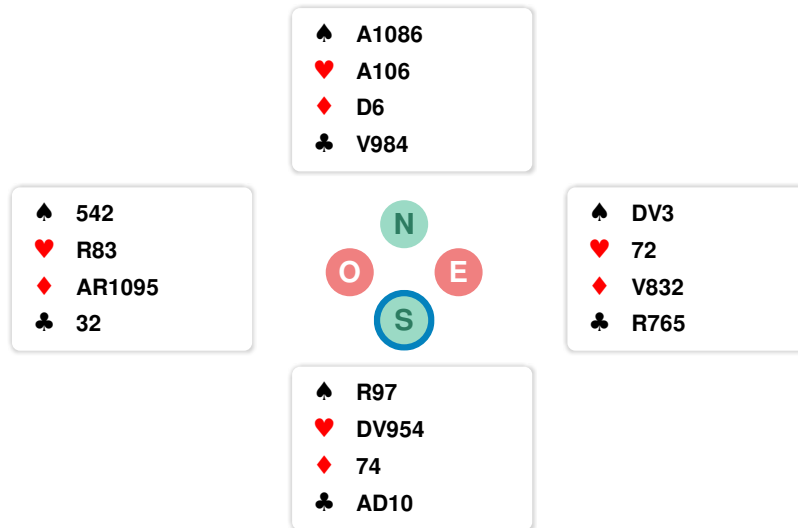 ♠ A1086
♥ A106
♦ D6
♣ V984
♠ 542
♥ R83
♦ AR1095
♣ 32
N
O E
S
♠ DV3
♥ 72
♦ V832
♣ R765
♠ R97
♥ DV954
♦ 74
♣ AD10